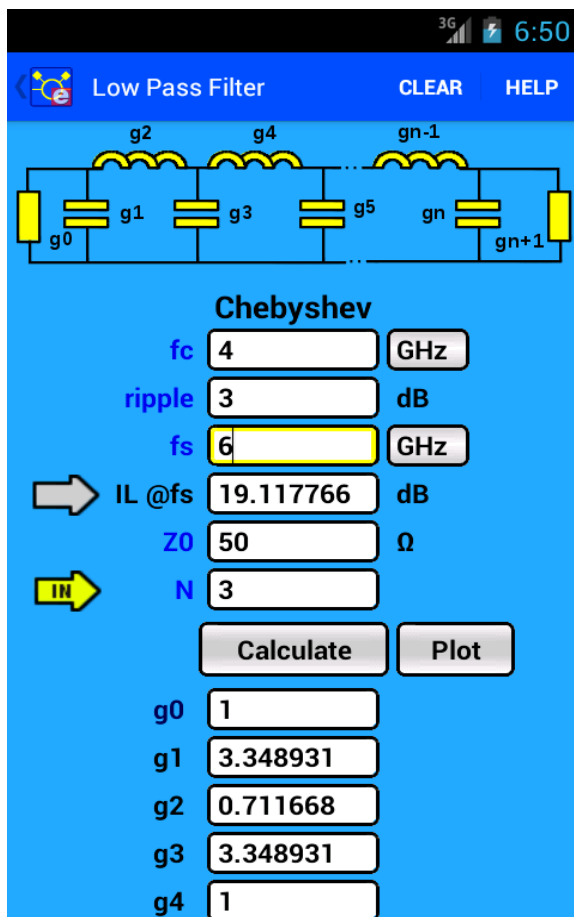 3G 6:50
e Low Pass Filter CLEAR HELP
g2 g4 gn-1
g0 g1 g3 g5 gn gn+1
Chebyshev
fc 4 GHz
ripple 3 dB
fs 6 GHz
IL @fs 19.117766 dB
Z0 50 Ω
IN N 3
Calculate Plot
g0 1
g1 3.348931
g2 0.711668
g3 3.348931
g4 1